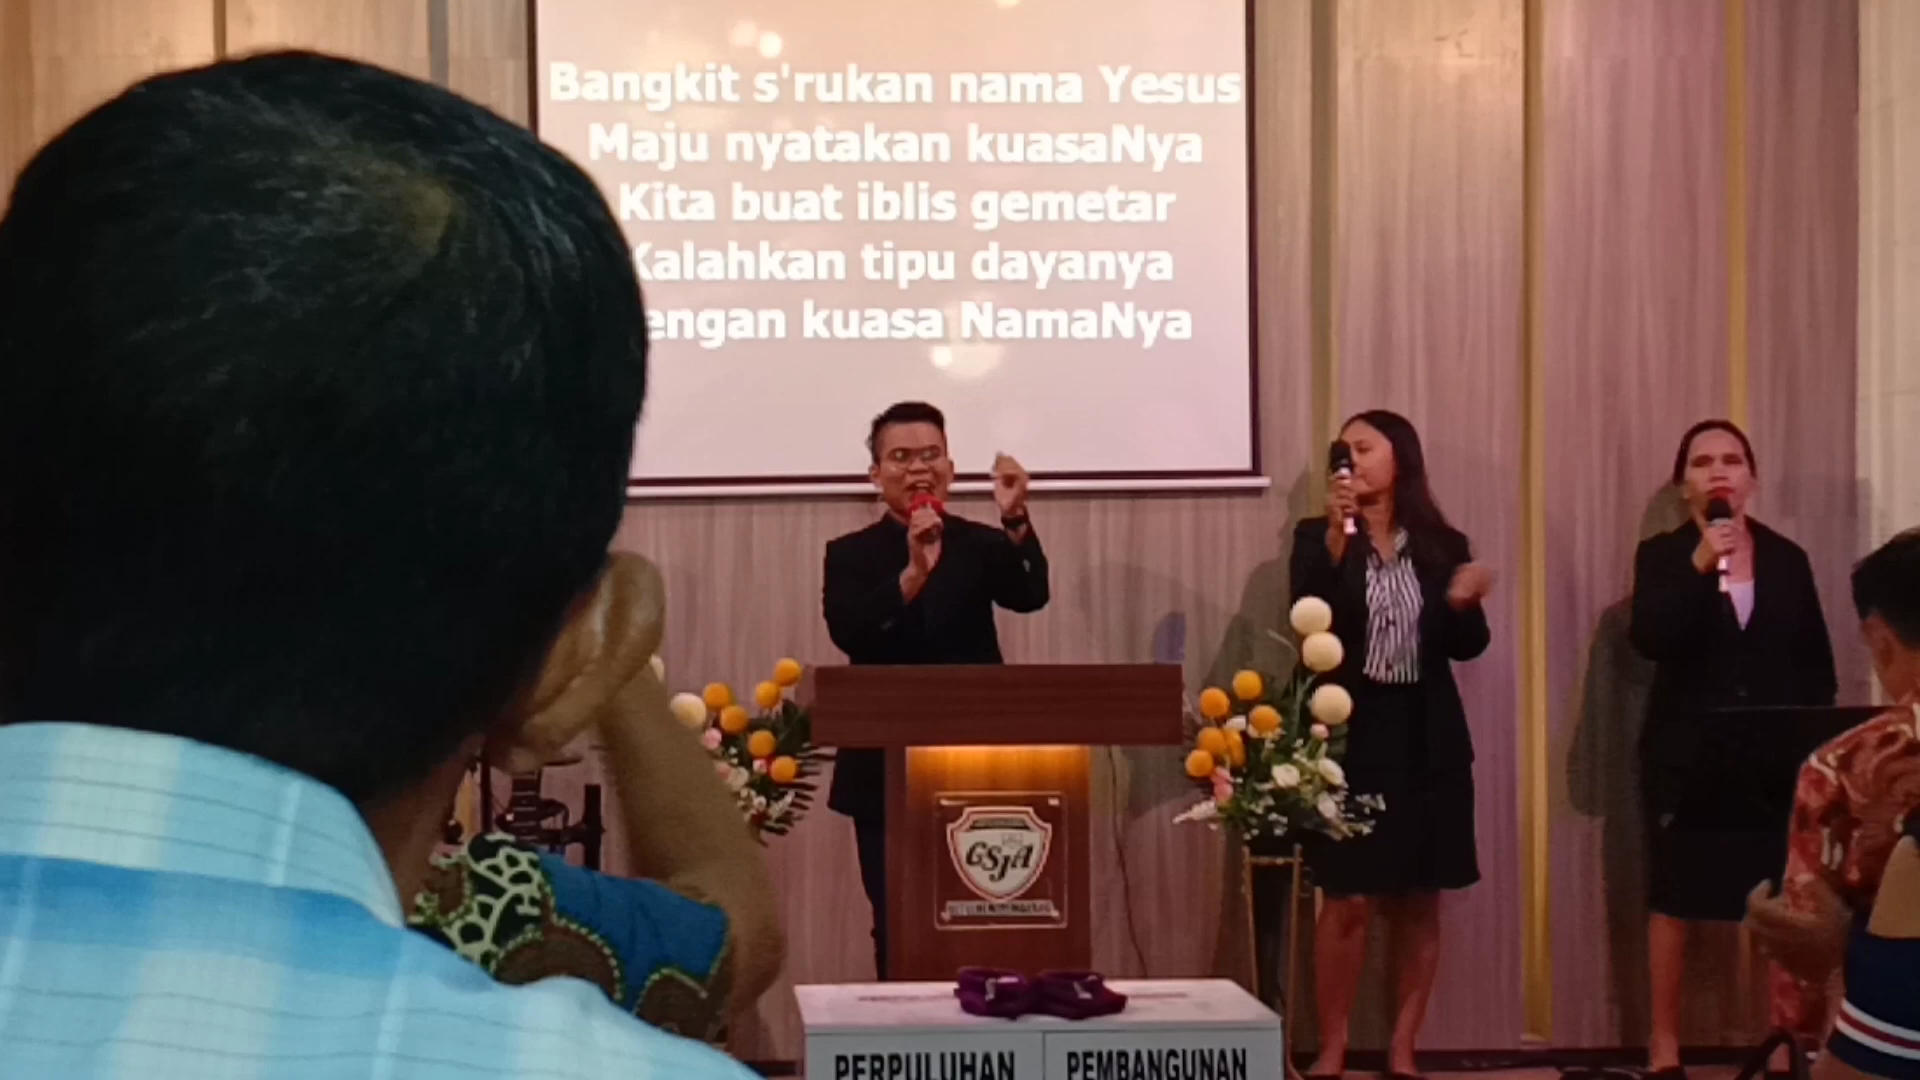 Bangkit s'rukan nama Yesus
Maju nyatakan kuasaNya
Kita buat iblis gemetar
Kalahkan tipu dayanya
engan kuasa NamaNya
GSJA
PERPULUHAN
PEMBANGUNAN